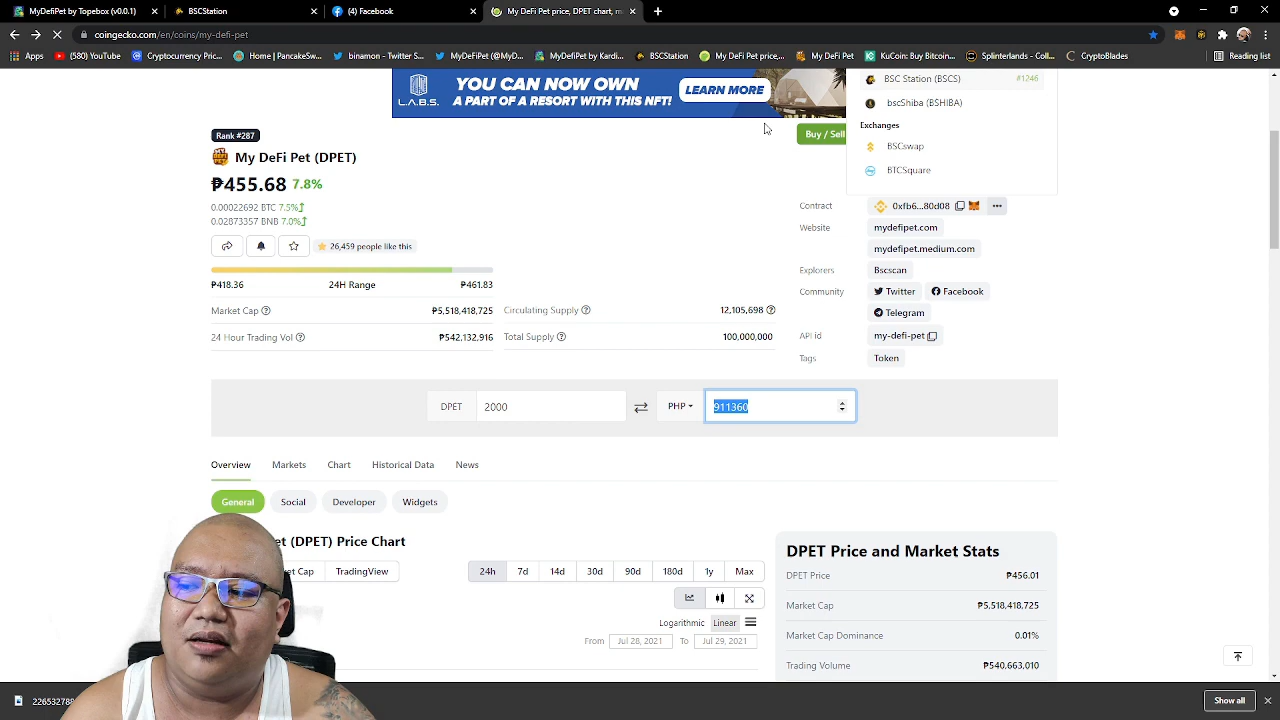 MyDefiPet by Topebox (v0.0.1)
BSCStation
(4) Facebook
My DeFi Pet price, DPET chart, m
coingecko.com/en/coins/my-defi-pet
Apps
(580) YouTube
Cryptograph Pric...
Home | PancakeSw...
binamon - Twitter S...
MyDefiPet (@MyD...
MyDefiPet by Kardi...
BSCStation
My DeFi Pet price,...
My DeFi Pet
KuCoin: Buy Bitcoin...
Splinterlands - Coll...
CryptoBlades
Reading list
L.A.B.S.
YOU CAN NOW OWN
A PART OF A RESORT WITH THIS NFT!
LEARN MORE
BSC Station (BSCS)
#1246
bscShiba (BSHIBA)
Exchanges
BSCswap
BTCSquare
Rank #287
My DeFi Pet (DPET)
Buy / Sell
₱455.68 7.8%
0.00022692 BTC 7.5%
0.02873357 BNB 7.0%
26,459 people like this
₱418.36
24H Range
₱461.83
Market Cap
₱5,518,418,725
Circulating Supply
12,105,698
24 Hour Trading Vol
₱542,132,916
Total Supply
100,000,000
Contract
0xfb6...80d08
Website
mydefipet.com
mydefipet.medium.com
Explorers
Bscscan
Community
Twitter
Facebook
Telegram
API id
my-defi-pet
Tags
Token
DPET
2000
PHP
911360
Overview
Markets
Chart
Historical Data
News
General
Social
Developer
Widgets
et (DPET) Price Chart
et Cap
TradingView
24h
7d
14d
30d
90d
180d
1y
Max
Logarithmic
Linear
From
Jul 28, 2021
To
Jul 29, 2021
DPET Price and Market Stats
DPET Price
₱456.01
Market Cap
₱5,518,418,725
Market Cap Dominance
0.00%
Trading Volume
₱540,663,010
Show all